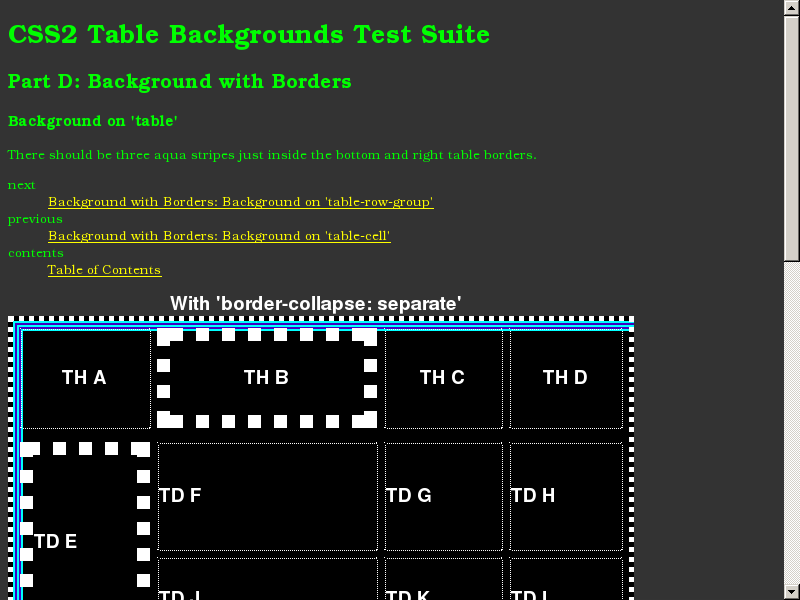 CSS2 Table Backgrounds Test Suite
Part D: Background with Borders
Background on 'table'
There should be three aqua stripes just inside the bottom and right table borders.
next
Background with Borders: Background on 'table-row-group'
previous
Background with Borders: Background on 'table-cell'
contents
Table of Contents
With 'border-collapse: separate'
TH A TH B TH C TH D
TD F TD G TD H
TD E
TD J TD K TD L